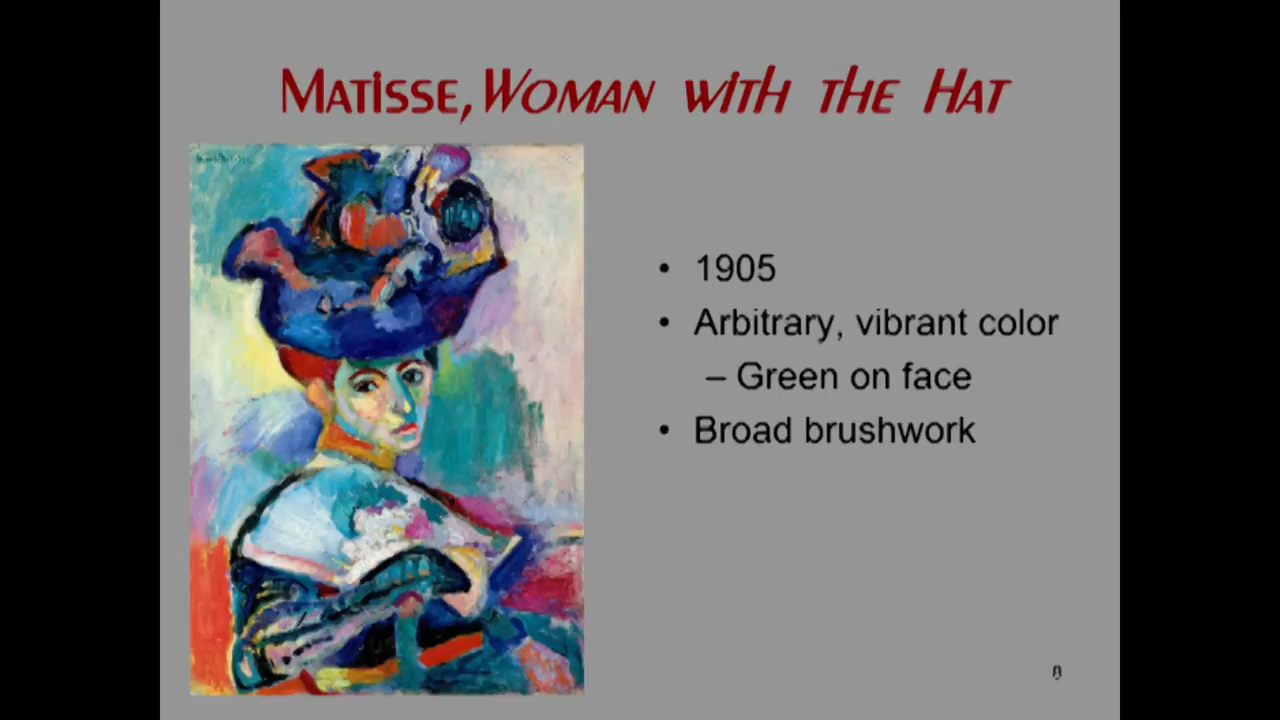 Matisse, Woman with the Hat
• 1905
• Arbitrary, vibrant color
– Green on face
• Broad brushwork